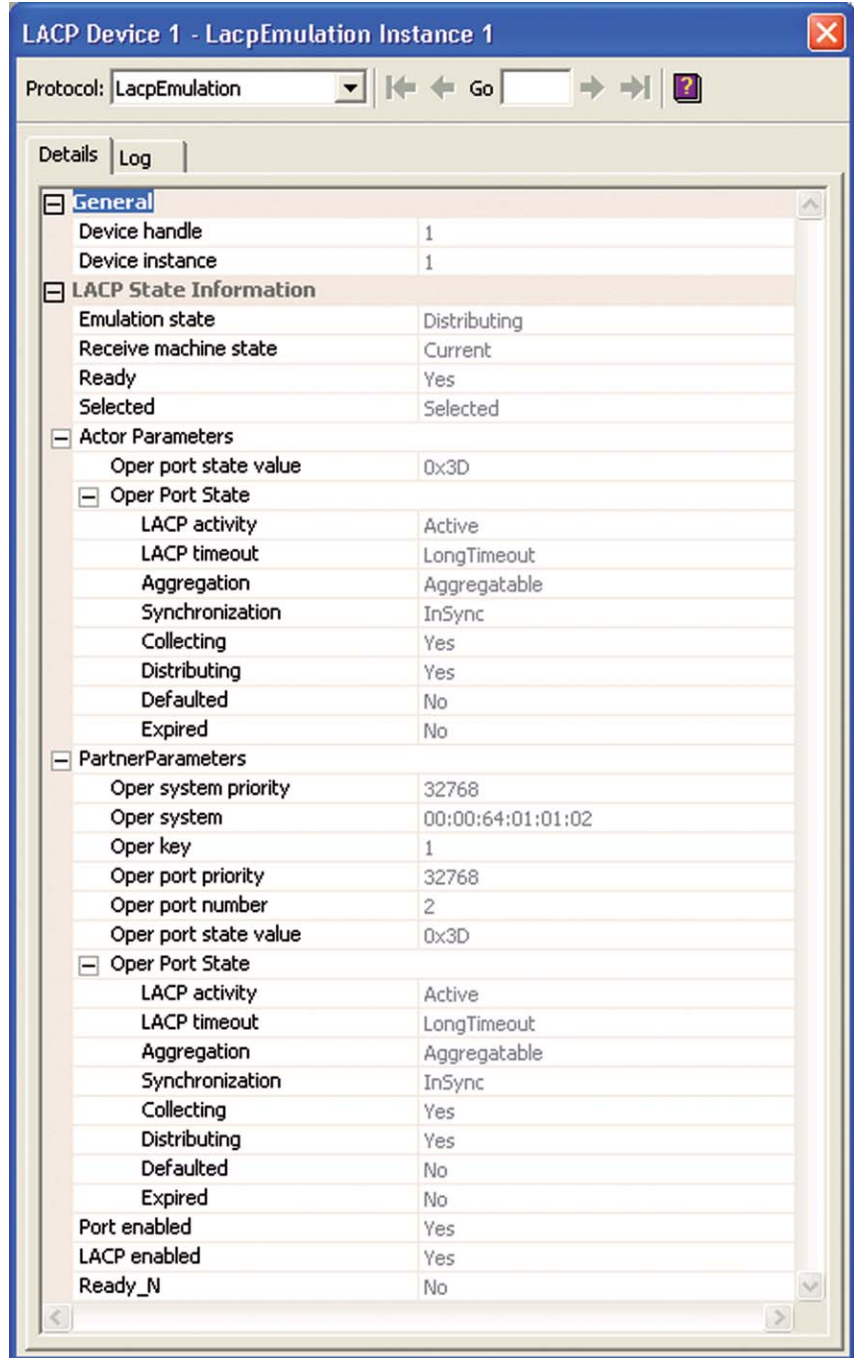 LACP Device 1 - LacpEmulation Instance 1
Protocol: LacpEmulation Go
Details Log
General
Device handle 1
Device instance 1
LACP State Information
Emulation state Distributing
Receive machine state Current
Ready Yes
Selected Selected
Actor Parameters
Oper port state value 0x3D
Oper Port State
LACP activity Active
LACP timeout LongTimeout
Aggregation Aggregatable
Synchronization InSync
Collecting Yes
Distributing Yes
Defaulted No
Expired No
PartnerParameters
Oper system priority 32768
Oper system 00:00:64:01:01:02
Oper key 1
Oper port priority 32768
Oper port number 2
Oper port state value 0x3D
Oper Port State
LACP activity Active
LACP timeout LongTimeout
Aggregation Aggregatable
Synchronization InSync
Collecting Yes
Distributing Yes
Defaulted No
Expired No
Port enabled Yes
LACP enabled Yes
Ready_N No